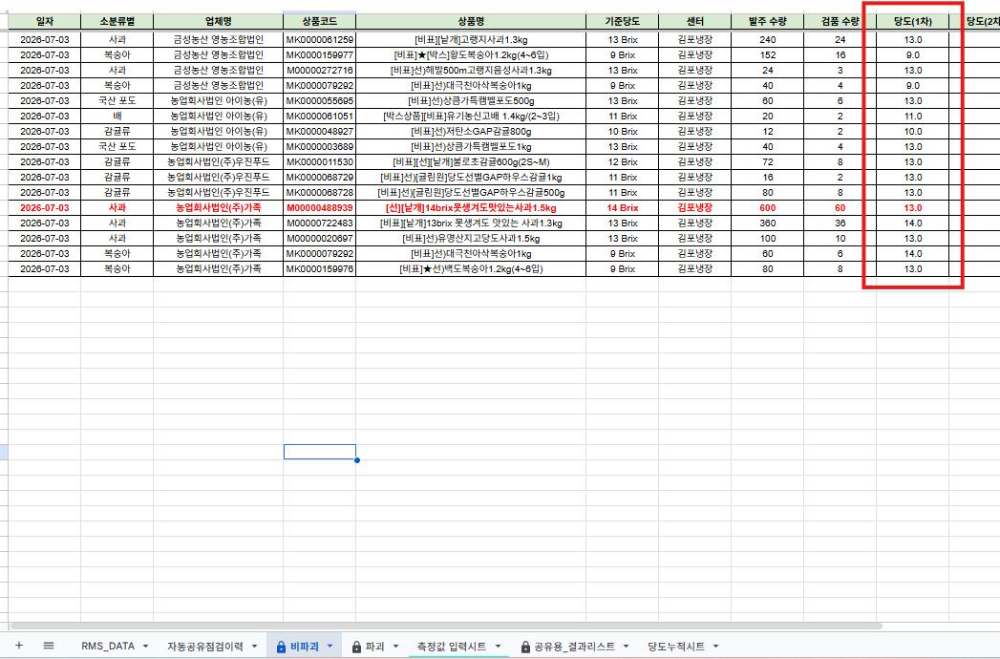 일자 소분류별 업체명 상품코드 상품명 기준당도 센터 발주 수량 검품 수량 당도(1차) 당도(2차
2026-07-03 사과 금성농산 영농조합법인 MK0000061259 [비표][낱개]고랭지사과1.3kg 13 Brix 김포냉장 240 24 13.0
2026-07-03 복숭아 금성농산 영농조합법인 MK0000159977 [비표]★[박스]황도복숭아1.2kg(4~6입) 9 Brix 김포냉장 152 16 9.0
2026-07-03 사과 금성농산 영농조합법인 M00000272716 [비표]선)해발500m고랭지음성사과1.3kg 13 Brix 김포냉장 24 3 13.0
2026-07-03 복숭아 금성농산 영농조합법인 MK0000079292 [비표]선)대극천아삭복숭아1kg 9 Brix 김포냉장 40 4 9.0
2026-07-03 국산 포도 농업회사법인 아이농(유) MK0000055695 [비표]선)상큼가득캠벨포도500g 13 Brix 김포냉장 60 6 13.0
2026-07-03 배 농업회사법인 아이농(유) MK0000061051 [박스상품][비표]유기농신고배 1.4kg/(2~3입) 11 Brix 김포냉장 20 2 11.0
2026-07-03 감귤류 농업회사법인 아이농(유) MK0000048927 [비표]선)저탄소GAP감귤800g 10 Brix 김포냉장 12 2 10.0
2026-07-03 국산 포도 농업회사법인 아이농(유) MK0000003689 [비표]선)상큼가득캠벨포도1kg 13 Brix 김포냉장 40 4 13.0
2026-07-03 감귤류 농업회사법인(주)우진푸드 MK0000011530 [비표][선][낱개]불로초감귤600g(2S~M) 12 Brix 김포냉장 72 8 13.0
2026-07-03 감귤류 농업회사법인(주)우진푸드 MK0000068729 [비표]선)[귤림원]당도선별GAP하우스감귤1kg 11 Brix 김포냉장 16 2 13.0
2026-07-03 감귤류 농업회사법인(주)우진푸드 MK0000068728 [비표]선)[귤림원]당도선별GAP하우스감귤500g 11 Brix 김포냉장 80 8 13.0
2026-07-03 사과 농업회사법인(주)가족 M00000488939 [선][낱개]14brix못생겨도맛있는사과1.5kg 14 Brix 김포냉장 600 60 13.0
2026-07-03 사과 농업회사법인(주)가족 M00000722483 [비표][낱개]13brix 못생겨도 맛있는 사과1.3kg 13 Brix 김포냉장 360 36 14.0
2026-07-03 사과 농업회사법인(주)가족 M00000020697 [비표]선)유명산지고당도사과1.5kg 13 Brix 김포냉장 100 10 13.0
2026-07-03 복숭아 농업회사법인(주)가족 MK0000079292 [비표]선)대극천아삭복숭아1kg 9 Brix 김포냉장 60 6 14.0
2026-07-03 복숭아 농업회사법인(주)가족 MK0000159976 [비표]★선)백도복숭아1.2kg(4~6입) 9 Brix 김포냉장 80 8 13.0
RMS_DATA 자동공유점검이력 비파괴 파괴 측정값 입력시트 공유용_결과리스트 당도누적시트